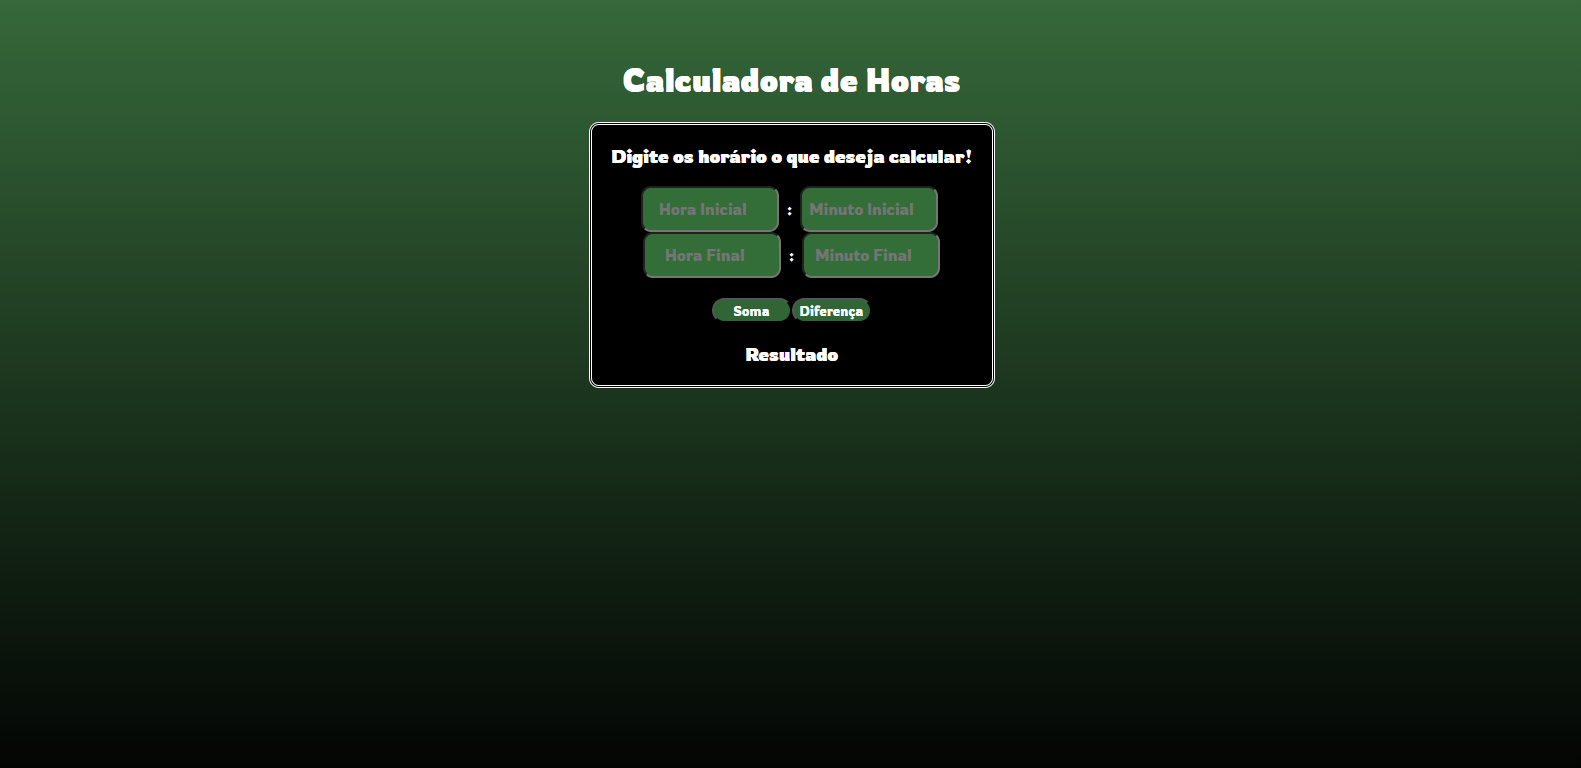 Calculadora de Horas
Digite os horário o que deseja calcular!
Hora Inicial : Minuto Inicial
Hora Final : Minuto Final
Soma Diferença
Resultado